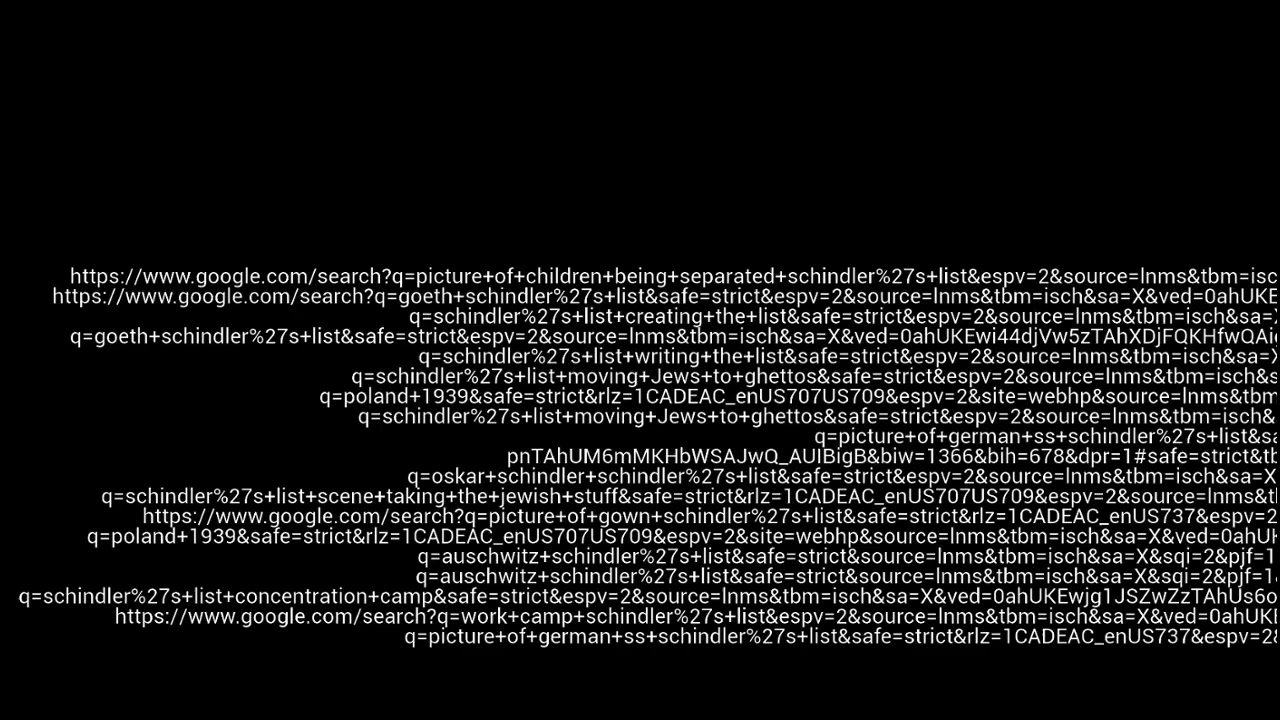 https://www.google.com/search?q=picture+of+children+being+separated+schindler%27s+list&espv=2&source=lnms&tbm=isc
https://www.google.com/search?q=goeth+schindler%27s+list&safe=strict&espv=2&source=lnms&tbm=isch&sa=X&ved=0ahUKE
q=schindler%27s+list+creating+the+list&safe=strict&espv=2&source=lnms&tbm=isch&sa=X
q=goeth+schindler%27s+list&safe=strict&espv=2&source=lnms&tbm=isch&sa=X&ved=0ahUKEwi44djVw5zTAhXDjFQKHfwQAi
q=schindler%27s+list+writing+the+list&safe=strict&espv=2&source=lnms&tbm=isch&sa=X
q=schindler%27s+list+moving+Jews+to+ghettos&safe=strict&espv=2&source=lnms&tbm=isch&s
q=poland+1939&safe=strict&rlz=1CADEAC_enUS707US709&espv=2&site=webhp&source=lnms&tbm
q=schindler%27s+list+moving+Jews+to+ghettos&safe=strict&espv=2&source=lnms&tbm=isch&
q=picture+of+german+ss+schindler%27s+list&sa
pnTAhUM6mMKHbWSAJwQ_AUIBigB&biw=1366&bih=678&dpr=1#safe=strict&t
q=oskar+schindler+schindler%27s+list&safe=strict&espv=2&source=lnms&tbm=isch&sa=X
q=schindler%27s+list+scene+taking+the+jewish+stuff&safe=strict&rlz=1CADEAC_enUS707US709&espv=2&source=lnms&t
https://www.google.com/search?q=picture+of+gown+schindler%27s+list&safe=strict&rlz=1CADEAC_enUS737&espv=2
q=poland+1939&safe=strict&rlz=1CADEAC_enUS707US709&espv=2&site=webhp&source=lnms&tbm=isch&sa=X&ved=0ahU
q=auschwitz+schindler%27s+list&safe=strict&source=lnms&tbm=isch&sa=X&sqi=2&pjf=1
q=auschwitz+schindler%27s+list&safe=strict&source=lnms&tbm=isch&sa=X&sqi=2&pjf=1
q=schindler%27s+list+concentration+camp&safe=strict&espv=2&source=lnms&tbm=isch&sa=X&ved=0ahUKEwjg1JSZwZzTAhUs6o
https://www.google.com/search?q=work+camp+schindler%27s+list&espv=2&source=lnms&tbm=isch&sa=X&ved=0ahUK
q=picture+of+german+ss+schindler%27s+list&safe=strict&rlz=1CADEAC_enUS737&espv=2